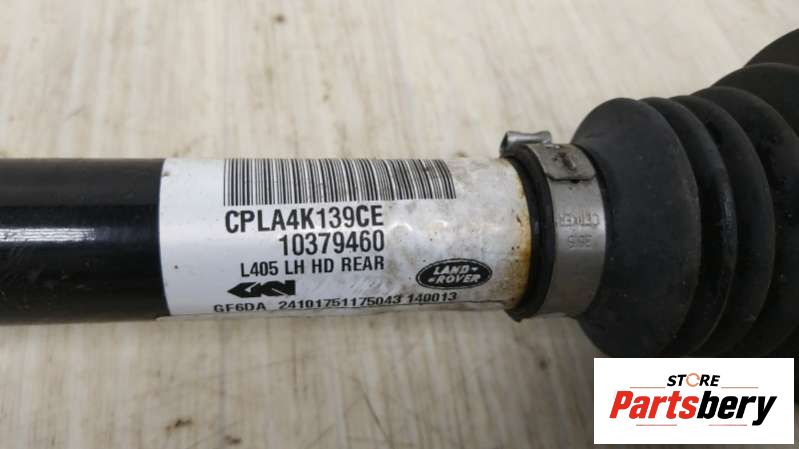 CPLA4K139CE
10379460
L405 LH HD REAR
GKN
LAND
ROVER
GF6DA 24101751175043 140013
STORE
Partsbery